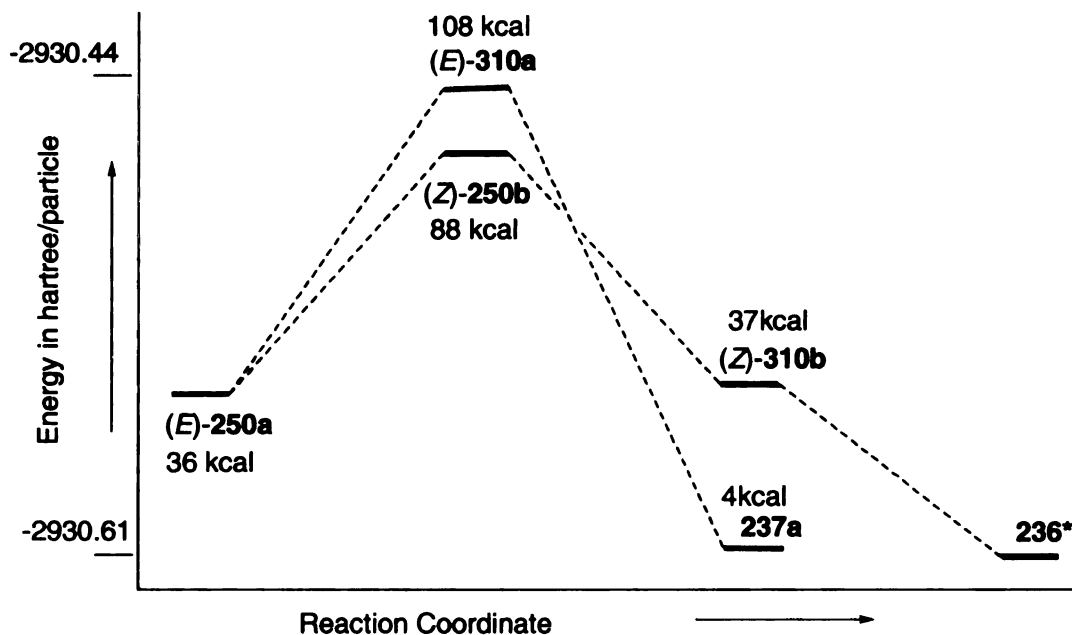 108 kcal
(E)-310a
-2930.44
(Z)-250b
88 kcal
Energy in hartree/particle
37kcal
(Z)-310b
(E)-250a
36 kcal
4kcal
237a
-2930.61
236*
Reaction Coordinate